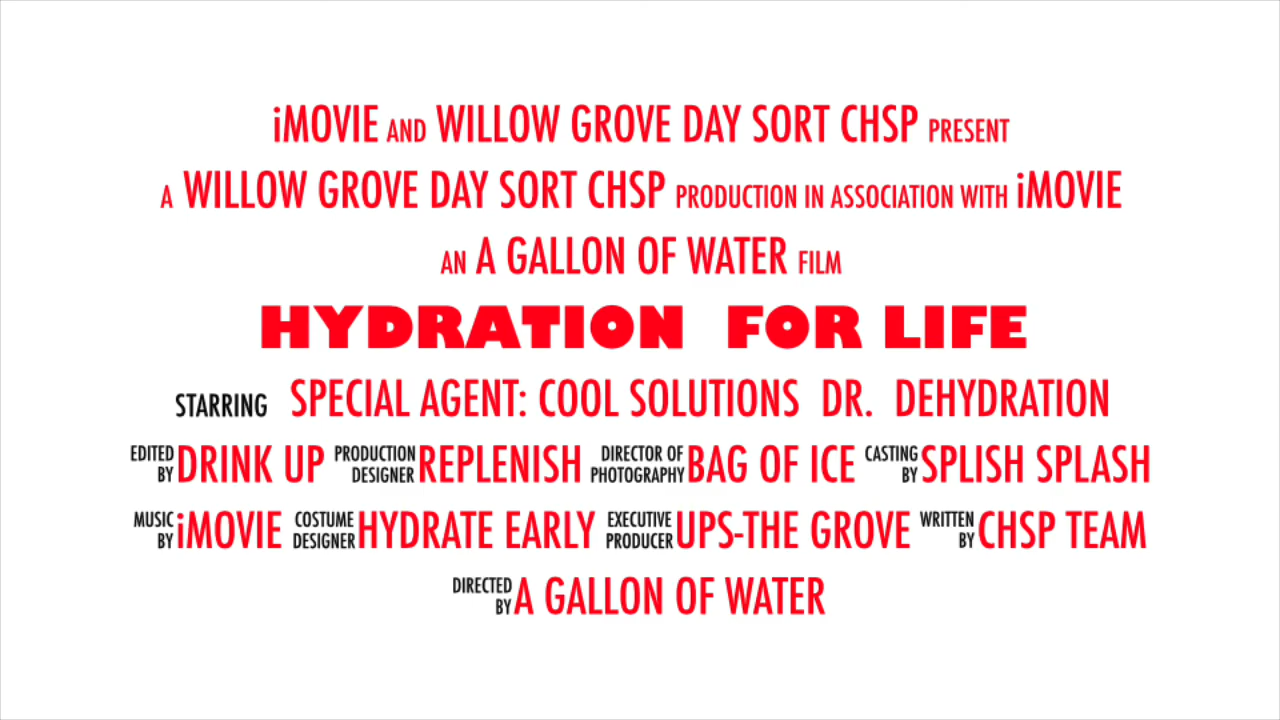 iMOVIE AND WILLOW GROVE DAY SORT CHSP PRESENT
A WILLOW GROVE DAY SORT CHSP PRODUCTION IN ASSOCIATION WITH iMOVIE
AN A GALLON OF WATER FILM
HYDRATION FOR LIFE
STARRING SPECIAL AGENT: COOL SOLUTIONS DR. DEHYDRATION
EDITED BY DRINK UP PRODUCTION DESIGNER REPLENISH DIRECTOR OF PHOTOGRAPHY BAG OF ICE CASTING BY SPLISH SPLASH
MUSIC BY iMOVIE COSTUME DESIGNER HYDRATE EARLY EXECUTIVE PRODUCER UPS-THE GROVE WRITTEN BY CHSP TEAM
DIRECTED BY A GALLON OF WATER